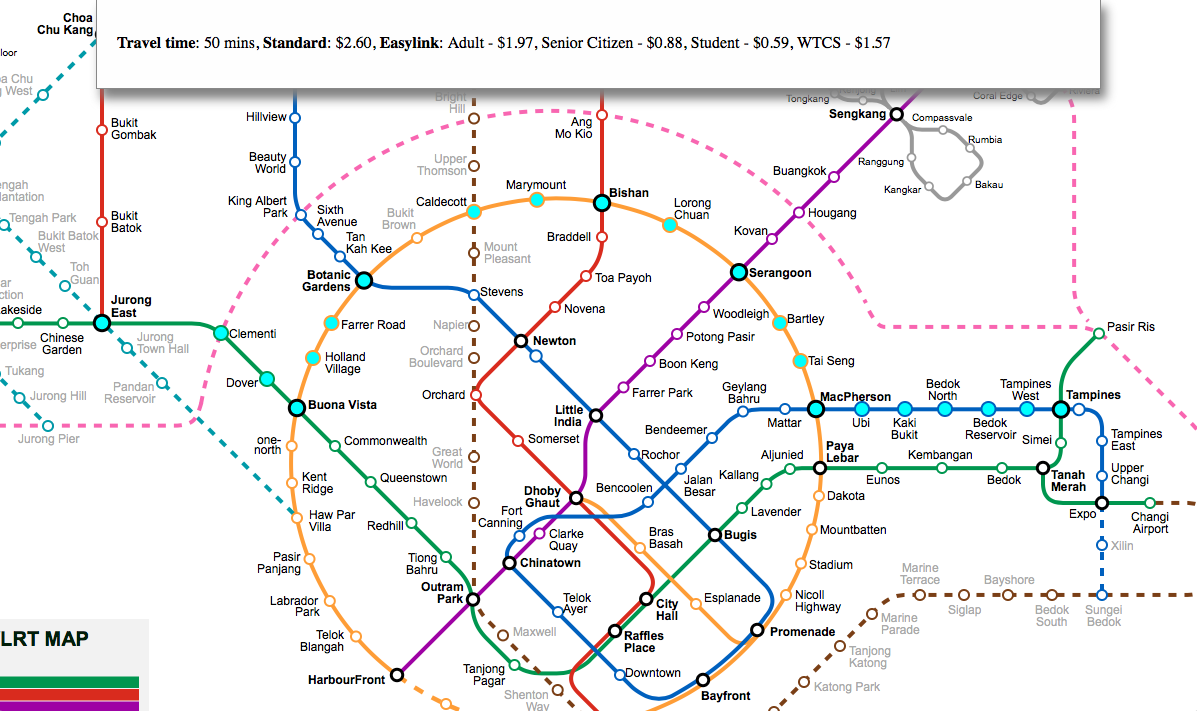 Travel time: 50 mins, Standard: $2.60, Easylink: Adult - $1.97, Senior Citizen - $0.88, Student - $0.59, WTCS - $1.57
Choa
Chu Kang
Bukit
Gombak
Bukit
Batok
Tengah Park
Bukit Batok
West
Toh
Guan
Jurong
East
Chinese
Garden
Jurong
Town Hall
Pandan
Reservoir
Tukang
Jurong Hill
Jurong Pier
Hillview
Beauty
World
King Albert
Park
Sixth
Avenue
Tan
Kah Kee
Botanic
Gardens
Bukit
Brown
Caldecott
Marymount
Bright
Hill
Upper
Thomson
Mount
Pleasant
Stevens
Napier
Orchard
Boulevard
Orchard
Great
World
Havelock
Ang
Mo Kio
Bishan
Braddell
Toa Payoh
Novena
Newton
Somerset
Dhoby
Ghaut
Lorong
Chuan
Serangoon
Bartley
Tai Seng
MacPherson
Tongkang
Sengkang
Compassvale
Rumbia
Bakau
Kangkar
Ranggung
Coral Edge
Buangkok
Hougang
Kovan
Woodleigh
Potong Pasir
Boon Keng
Farrer Park
Little
India
Clementi
Dover
Buona Vista
Farrer Road
Holland
Village
one-
north
Kent
Ridge
Haw Par
Villa
Pasir
Panjang
Labrador
Park
Telok
Blangah
HarbourFront
Commonwealth
Queenstown
Redhill
Tiong
Bahru
Outram
Park
Tanjong
Pagar
Maxwell
Shenton
Way
Fort
Canning
Clarke
Quay
Chinatown
Telok
Ayer
Downtown
Bayfront
Promenade
Raffles
Place
City
Hall
Bras
Basah
Esplanade
Bugis
Rochor
Bencoolen
Jalan
Besar
Bendemeer
Geylang
Bahru
Mattar
Ubi
Kaki
Bukit
Bedok
North
Bedok
Reservoir
Tampines
West
Tampines
Pasir Ris
Simei
Tampines
East
Upper
Changi
Expo
Changi
Airport
Xilin
Sungei
Bedok
Tanah
Merah
Bedok
Kembangan
Eunos
Paya
Lebar
Aljunied
Kallang
Lavender
Dakota
Mountbatten
Stadium
Nicoll
Highway
Marine
Terrace
Siglap
Bayshore
Bedok
South
Marine
Parade
Tanjong
Katong
Katong Park
LRT MAP